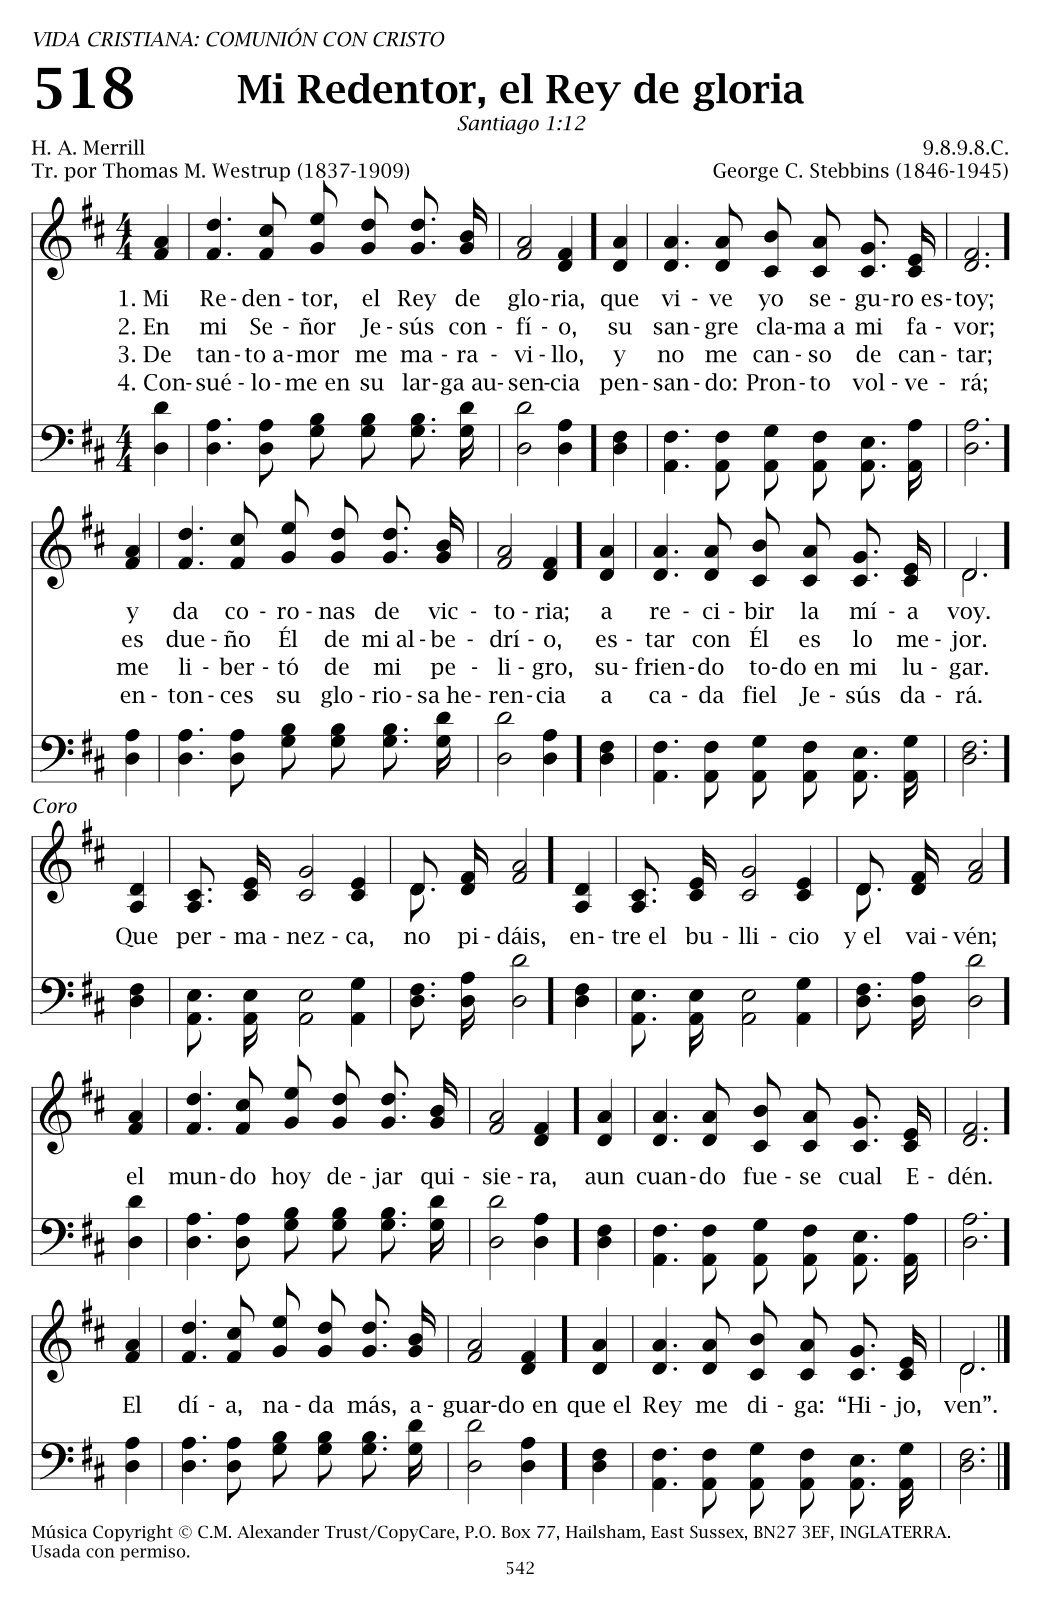 VIDA CRISTIANA: COMUNIÓN CON CRISTO
518 Mi Redentor, el Rey de gloria
Santiago 1:12
H. A. Merrill 9.8.9.8.C.
Tr. por Thomas M. Westrup (1837-1909) George C. Stebbins (1846-1945)
1. Mi Re - den - tor, el Rey de glo - ria, que vi - ve yo se - gu - ro es - toy;
2. En mi Se - ñor Je - sús con - fí - o, su san - gre cla - ma a mi fa - vor;
3. De tan - to a - mor me ma - ra - vi - llo, y no me can - so de can - tar;
4. Con - sué - lo - me en su lar - ga au - sen - cia pen - san - do: Pron - to vol - ve - rá;
y da co - ro - nas de vic - to - ria; a re - ci - bir la mí - a voy.
es due - ño Él de mi al - be - drí - o, es - tar con Él es lo me - jor.
me li - ber - tó de mi pe - li - gro, su - frien - do to - do en mi lu - gar.
en - ton - ces su glo - rio - sa he - ren - cia a ca - da fiel Je - sús da - rá.
Coro
Que per - ma - nez - ca, no pi - dáis, en - tre el bu - lli - cio y el vai - vén;
el mun - do hoy de - jar qui - sie - ra, aun cuan - do fue - se cual E - dén.
El dí - a, na - da más, a - guar - do en que el Rey me di - ga: “Hi - jo, ven”.
Música Copyright © C.M. Alexander Trust/CopyCare, P.O. Box 77, Hailsham, East Sussex, BN27 3EF, INGLATERRA.
Usada con permiso.
542